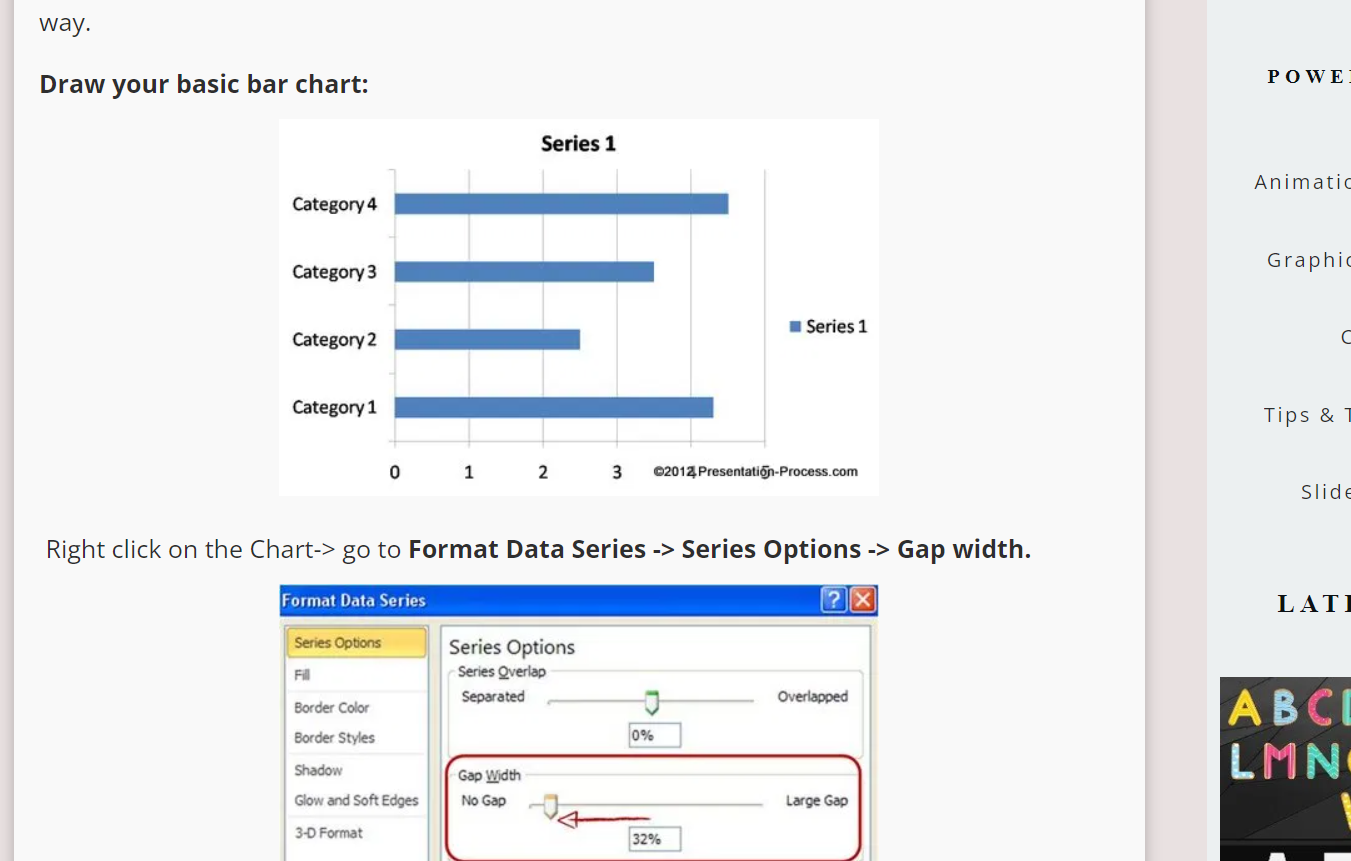 way.
Draw your basic bar chart:
Series 1
Category 4
Category 3
Category 2
Category 1
Series 1
0 1 2 3 4 5
©2012 Presentation-Process.com
Right click on the Chart-> go to Format Data Series -> Series Options -> Gap width.
Format Data Series
?
Series Options
Fill
Border Color
Border Styles
Shadow
Glow and Soft Edges
3-D Format
Series Options
Series Overlap
Separated Overlapped
0%
Gap Width
No Gap Large Gap
32%
POWE
Animatio
Graphic
C
Tips & T
Slide
LAT
ABC
LMN